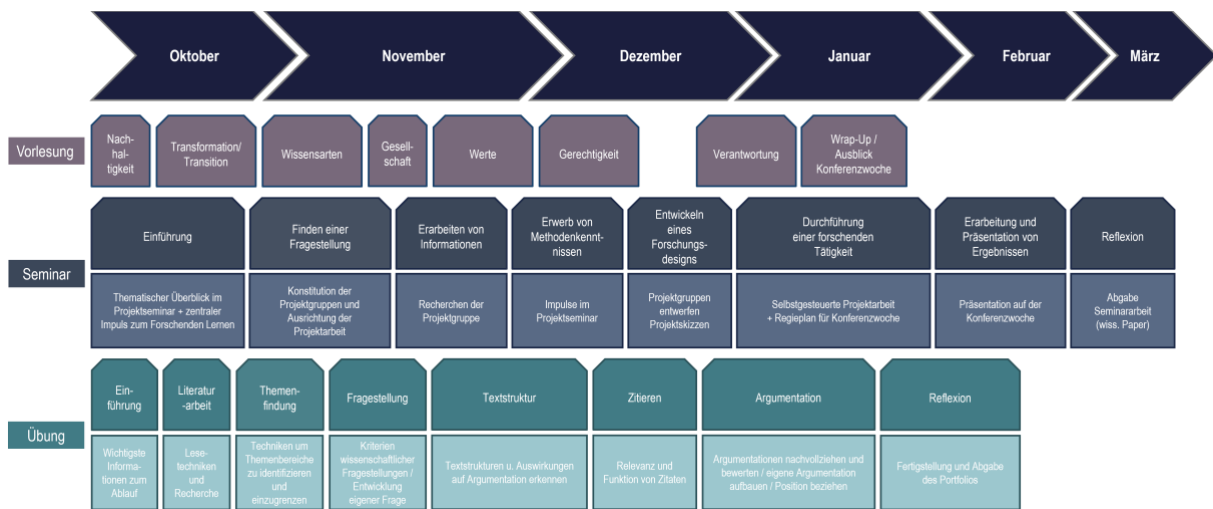 Oktober
November
Dezember
Januar
Februar
März
Vorlesung
Nach-
hal-
tigkeit
Transformation/
Transition
Wissensarten
Gesell-
schaft
Werte
Gerechtigkeit
Verantwortung
Wrap-Up /
Ausblick
Konferenzwoche
Seminar
Einführung
Finden einer
Fragestellung
Erarbeiten von
Informationen
Erwerb von
Methodenkennt-
nissen
Entwickeln
eines
Forschungs-
designs
Durchführung
einer forschenden
Tätigkeit
Erarbeitung und
Präsentation von
Ergebnissen
Reflexion
Thematischer Überblick im
Projektseminar + zentraler
Impuls zum Forschenden Lernen
Konstitution der
Projektgruppen und
Ausrichtung der
Projektarbeit
Recherchen der
Projektgruppe
Impulse im
Projektseminar
Projektgruppen
entwerfen
Projektskizzen
Selbstgesteuerte Projektarbeit
+ Regieplan für Konferenzwoche
Präsentation auf der
Konferenzwoche
Abgabe
Seminararbeit
(wiss. Paper)
Übung
Ein-
führung
Literatur
-arbeit
Themen-
findung
Fragestellung
Textstruktur
Zitieren
Argumentation
Reflexion
Wichtigste
Informa-
tionen zum
Ablauf
Lese-
techniken
und
Recherche
Techniken um
Themenbereiche
zu identifizieren
und
einzugrenzen
Kriterien
wissenschaftlicher
Fragestellungen /
Entwicklung
eigener Frage
Textstrukturen u. Auswirkungen
auf Argumentation erkennen
Relevanz und
Funktion von Zitaten
Argumentationen nachvollziehen und
bewerten / eigene Argumentation
aufbauen / Position beziehen
Fertigstellung und Abgabe
des Portfolios